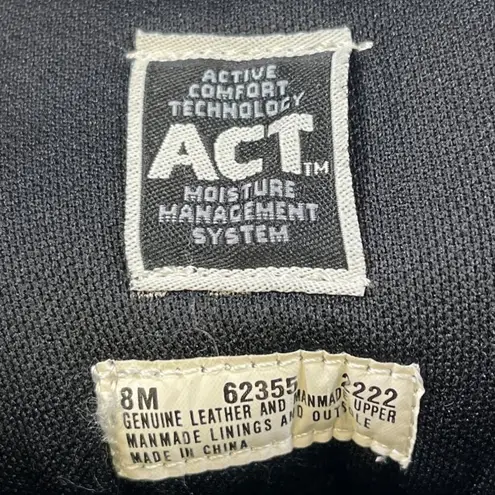 ACTIVE
COMFORT
TECHNOLOGY
ACT™
MOISTURE
MANAGEMENT
SYSTEM
8M 62355 2222
GENUINE LEATHER AND MANMADE UPPER
MANMADE LININGS AND OUTSOLE
MADE IN CHINA